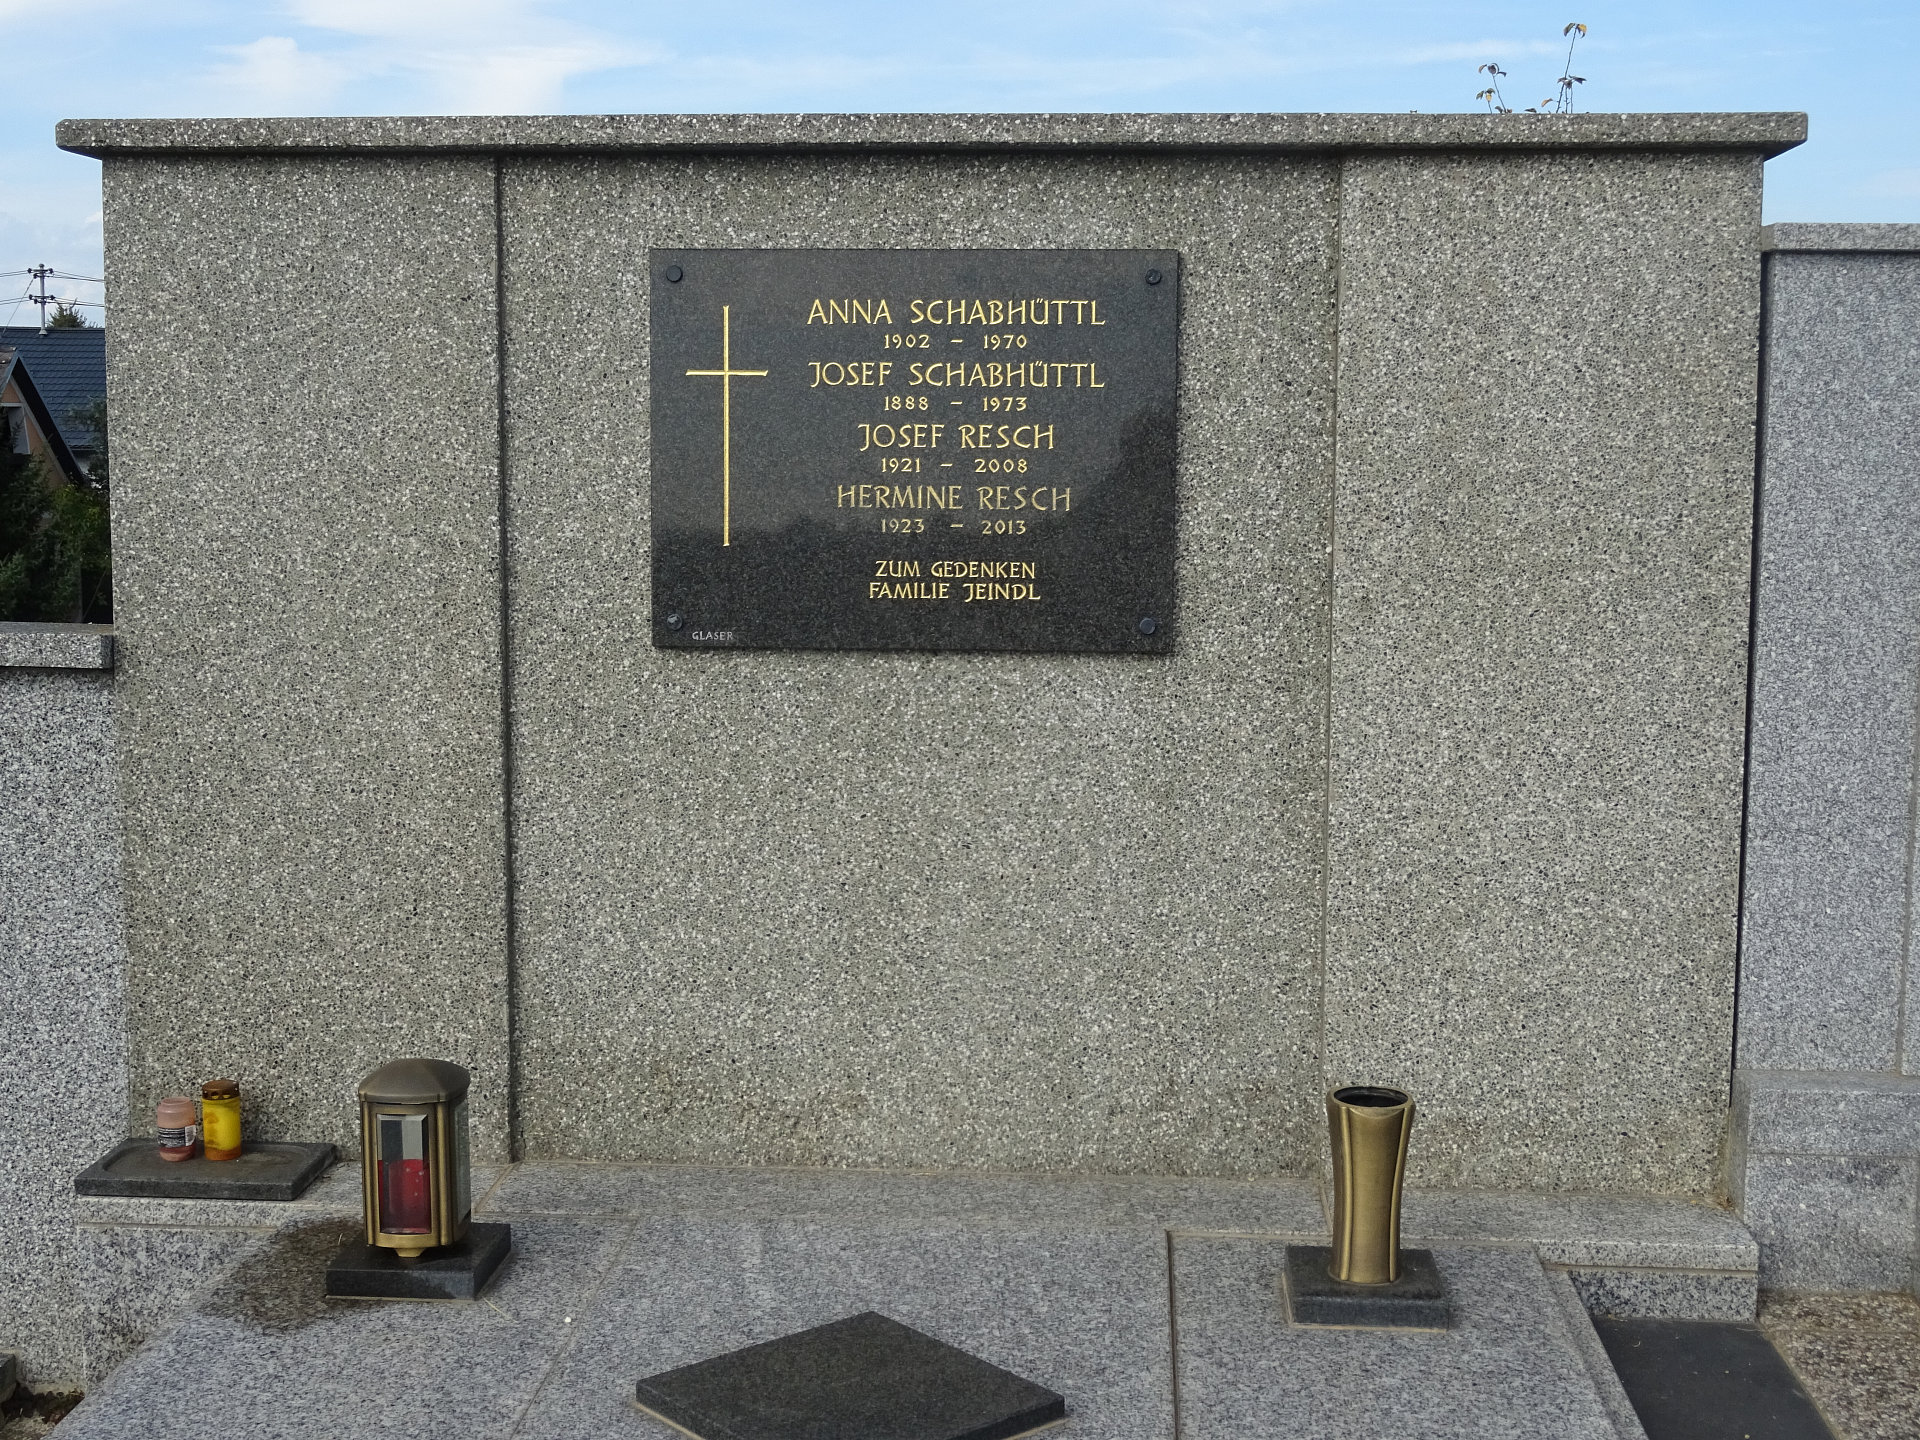 ANNA SCHABHÜTTL
1902 – 1970
JOSEF SCHABHÜTTL
1888 – 1973
JOSEF RESCH
1921 – 2008
HERMINE RESCH
1923 – 2013
ZUM GEDENKEN
FAMILIE JEINDL
GLASER